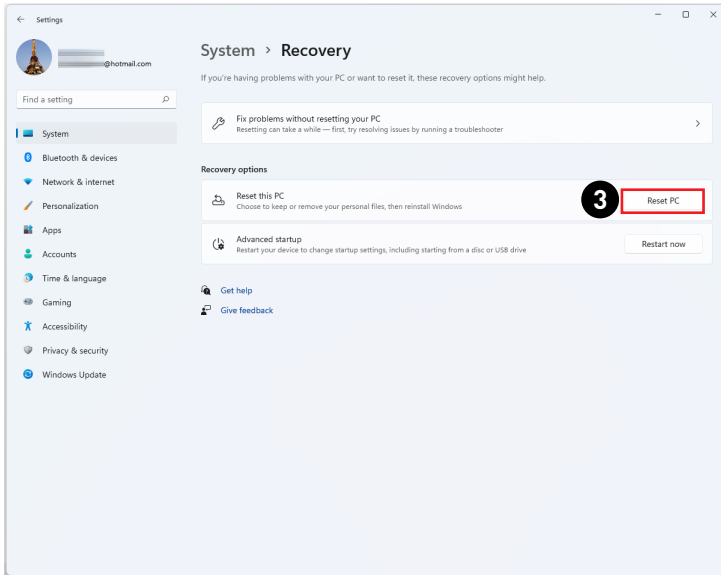 Settings
@hotmail.com
Find a setting
System
Bluetooth & devices
Network & internet
Personalization
Apps
Accounts
Time & language
Gaming
Accessibility
Privacy & security
Windows Update
System > Recovery
If you're having problems with your PC or want to reset it, these recovery options might help.
Fix problems without resetting your PC
Resetting can take a while — first, try resolving issues by running a troubleshooter
Recovery options
Reset this PC
Choose to keep or remove your personal files, then reinstall Windows
3
Reset PC
Advanced startup
Restart your device to change startup settings, including starting from a disc or USB drive
Restart now
Get help
Give feedback